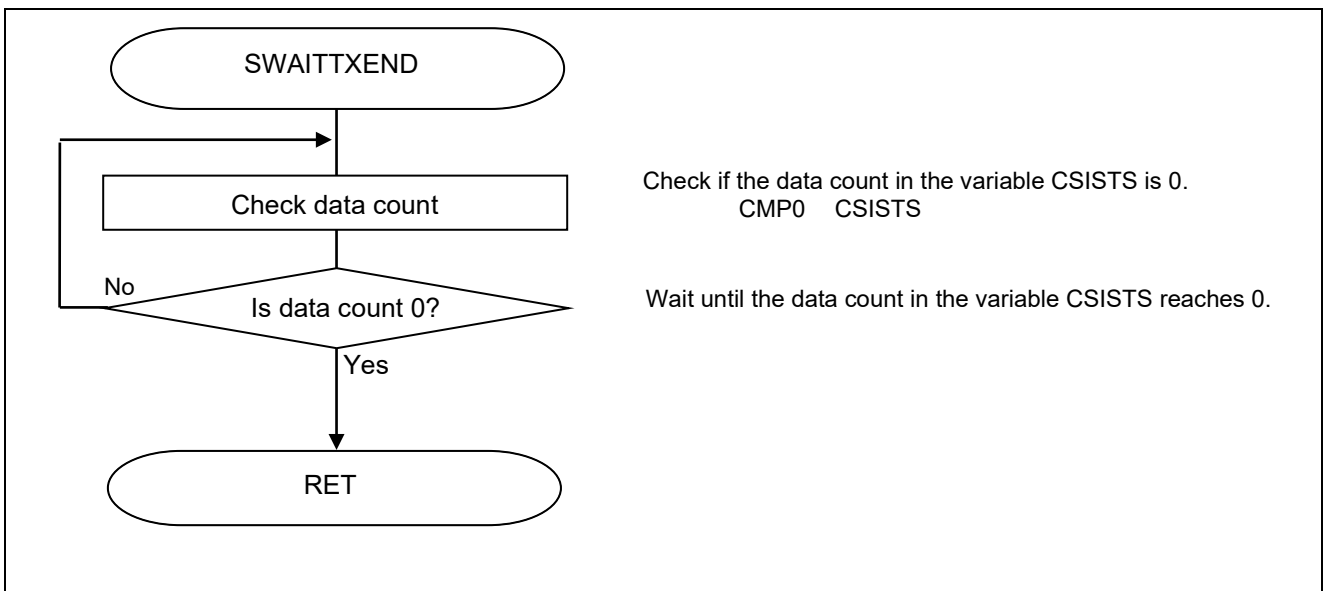 SWAITTXEND
Check data count
Check if the data count in the variable CSISTS is 0.
CMP0 CSISTS
No
Is data count 0?
Wait until the data count in the variable CSISTS reaches 0.
Yes
RET